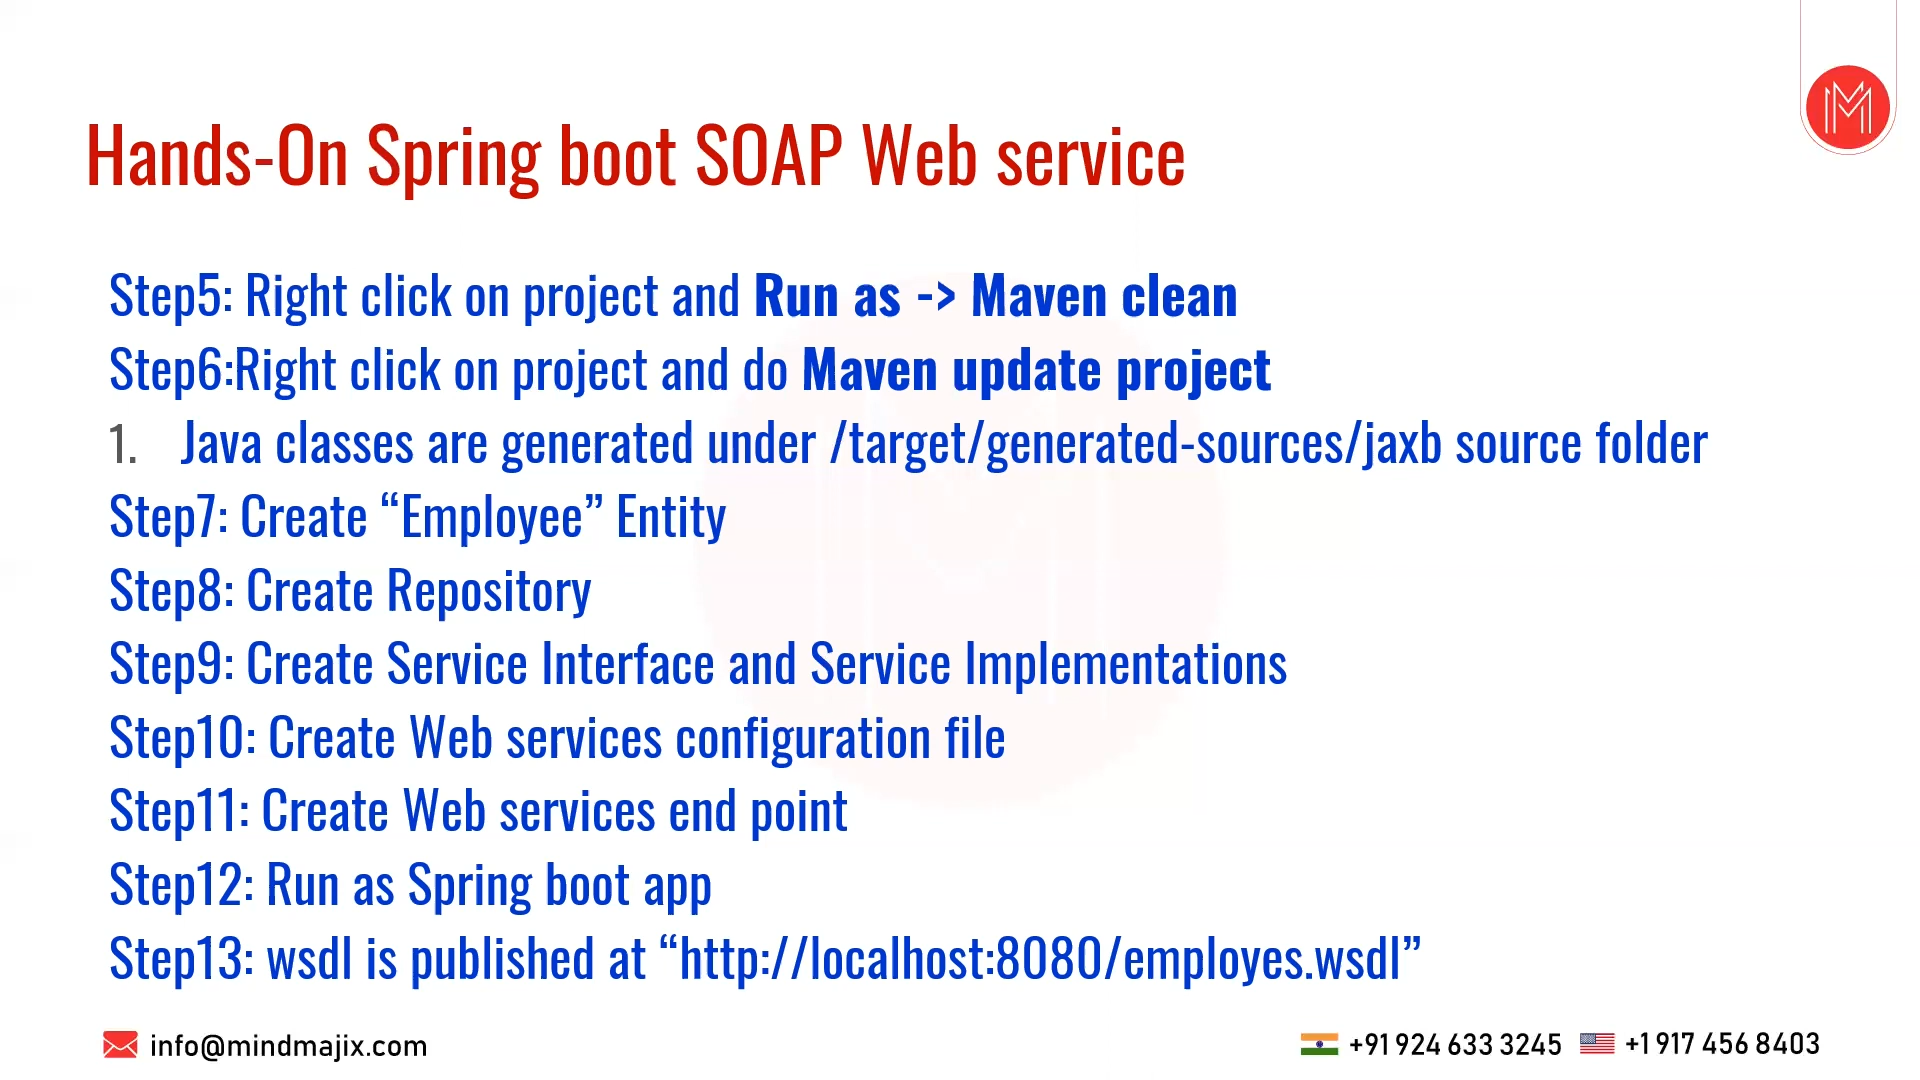 Hands-On Spring boot SOAP Web service
Step5: Right click on project and Run as -> Maven clean
Step6:Right click on project and do Maven update project
1. Java classes are generated under /target/generated-sources/jaxb source folder
Step7: Create “Employee” Entity
Step8: Create Repository
Step9: Create Service Interface and Service Implementations
Step10: Create Web services configuration file
Step11: Create Web services end point
Step12: Run as Spring boot app
Step13: wsdl is published at “http://localhost:8080/employes.wsdl”
info@mindmajix.com
+91 924 633 3245
+1 917 456 8403